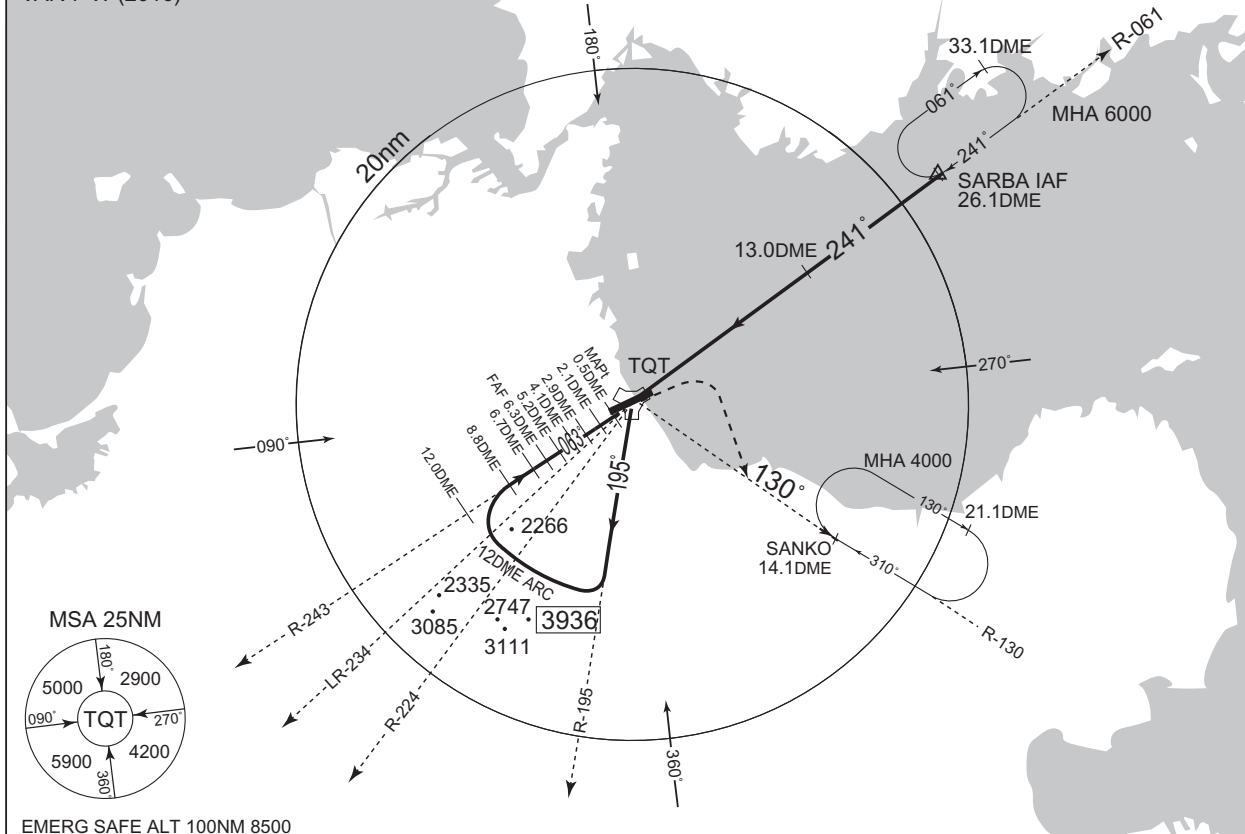 180°
33.1DME
R-061
061°
MHA 6000
241°
20nm
SARBA IAF
26.1DME
13.0DME
241°
TQT
270°
MAPt
0.5DME
2.1DME
2.9DME
4.1DME
5.2DME
FAF 6.3DME
6.7DME
8.8DME
12.0DME
063°
090°
195°
130°
MHA 4000
130°
21.1DME
SANKO
14.1DME
310°
R-130
2266
12DME ARC
2335
3085
2747
3936
3111
R-243
LR-234
R-224
R-195
360°
MSA 25NM
180°
5000
2900
090°
TQT
270°
5900
4200
360°
EMERG SAFE ALT 100NM 8500